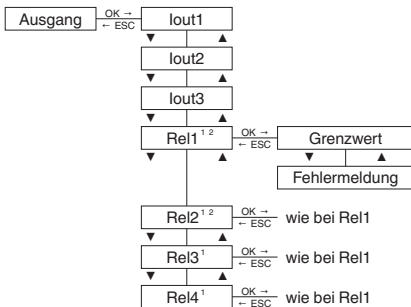 Ausgang OK → ← ESC Iout1
▼ ▲
Iout2
▼ ▲
Iout3
▼ ▲
Rel1 ¹ ² OK → ← ESC Grenzwert
▼ ▲ ▼ ▲
Fehlermeldung
Rel2 ¹ ² OK → ← ESC wie bei Rel1
▼ ▲
Rel3 ¹ OK → ← ESC wie bei Rel1
▼ ▲
Rel4 ¹ OK → ← ESC wie bei Rel1